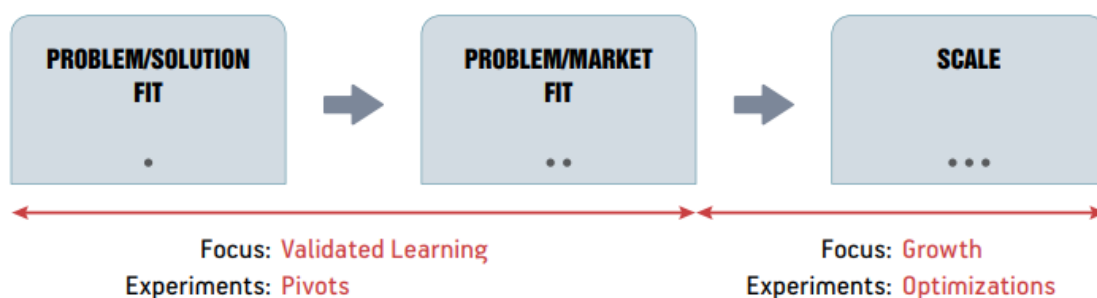 PROBLEM/SOLUTION
FIT
PROBLEM/MARKET
FIT
SCALE
Focus: Validated Learning
Experiments: Pivots
Focus: Growth
Experiments: Optimizations